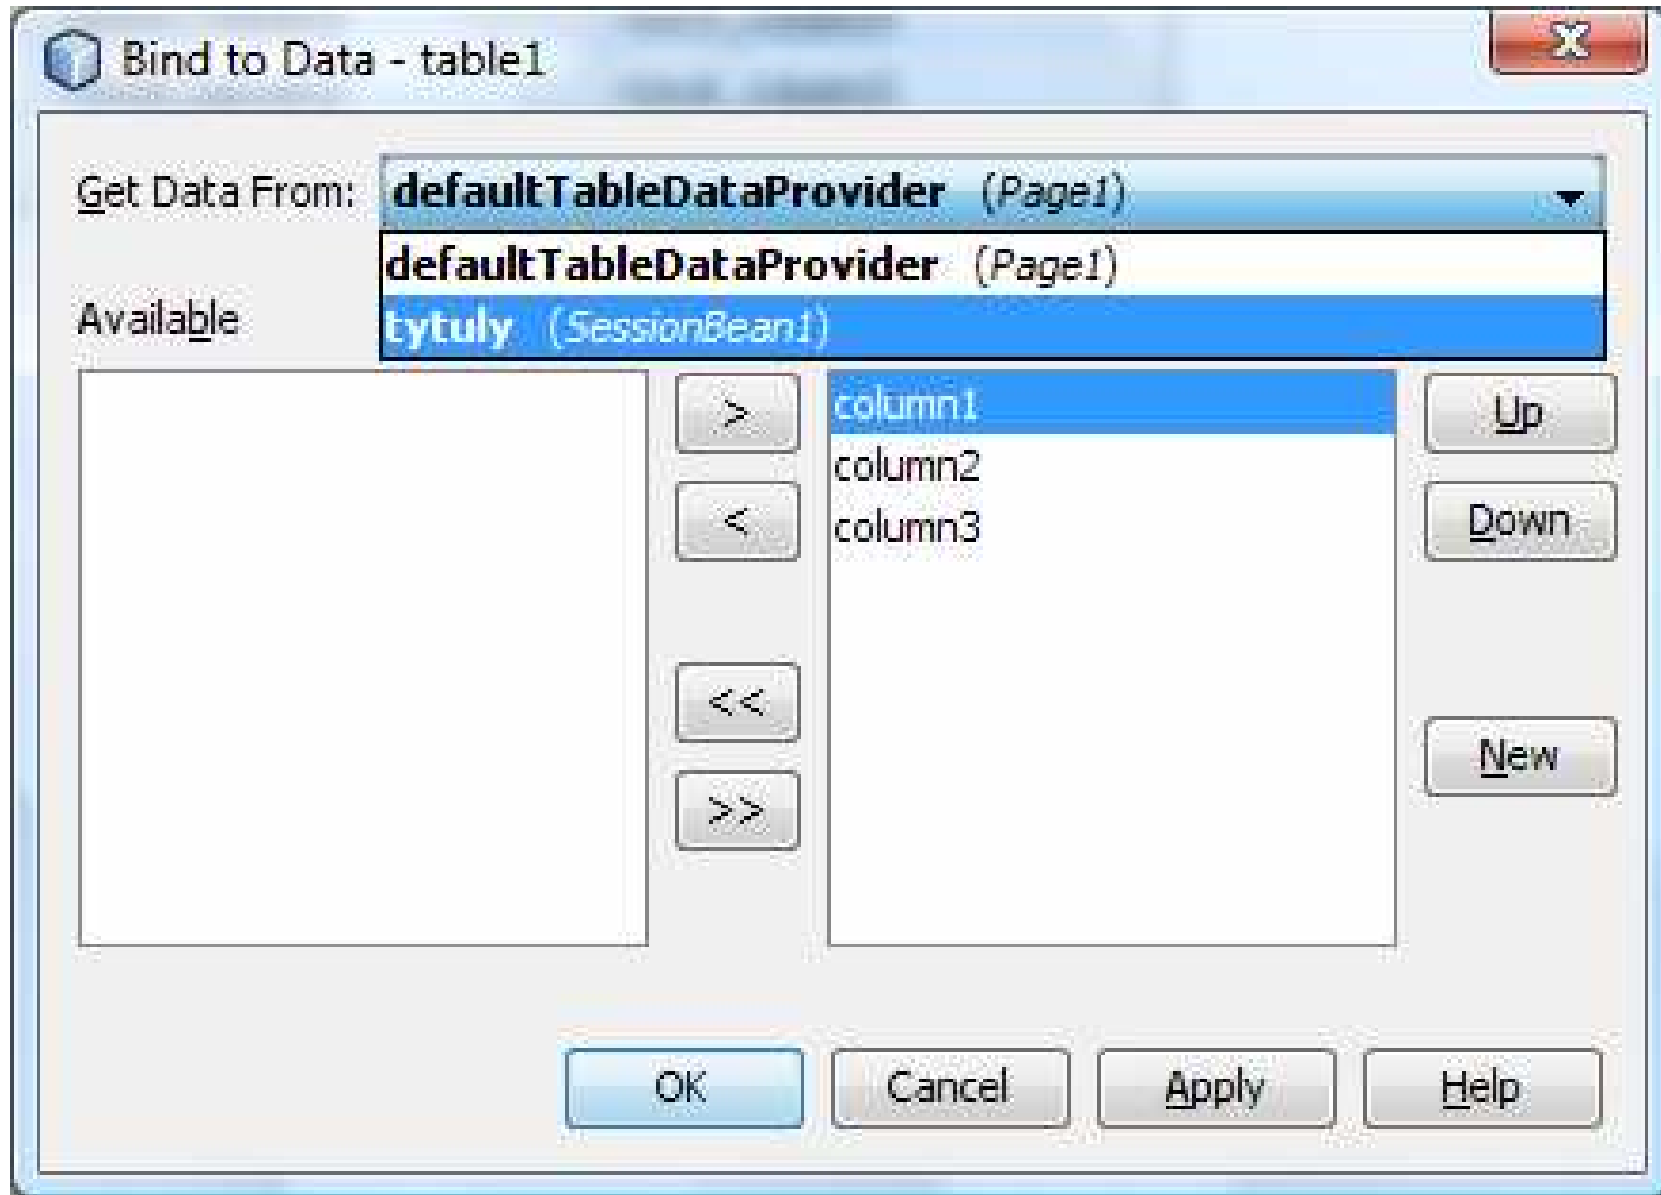 Bind to Data - table1
Get Data From: defaultTableDataProvider (Page1)
defaultTableDataProvider (Page1)
tytuly (SessionBean1)
Available
column1
column2
column3
>
<
<<
>>
Up
Down
New
OK Cancel Apply Help